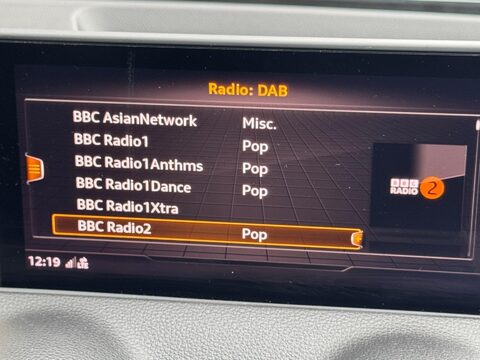 Radio: DAB
BBC AsianNetwork Misc.
BBC Radio1 Pop
BBC Radio1Anthms Pop
BBC Radio1Dance Pop
BBC Radio1Xtra
BBC Radio2 Pop
BBC
RADIO 2
12:19 LTE